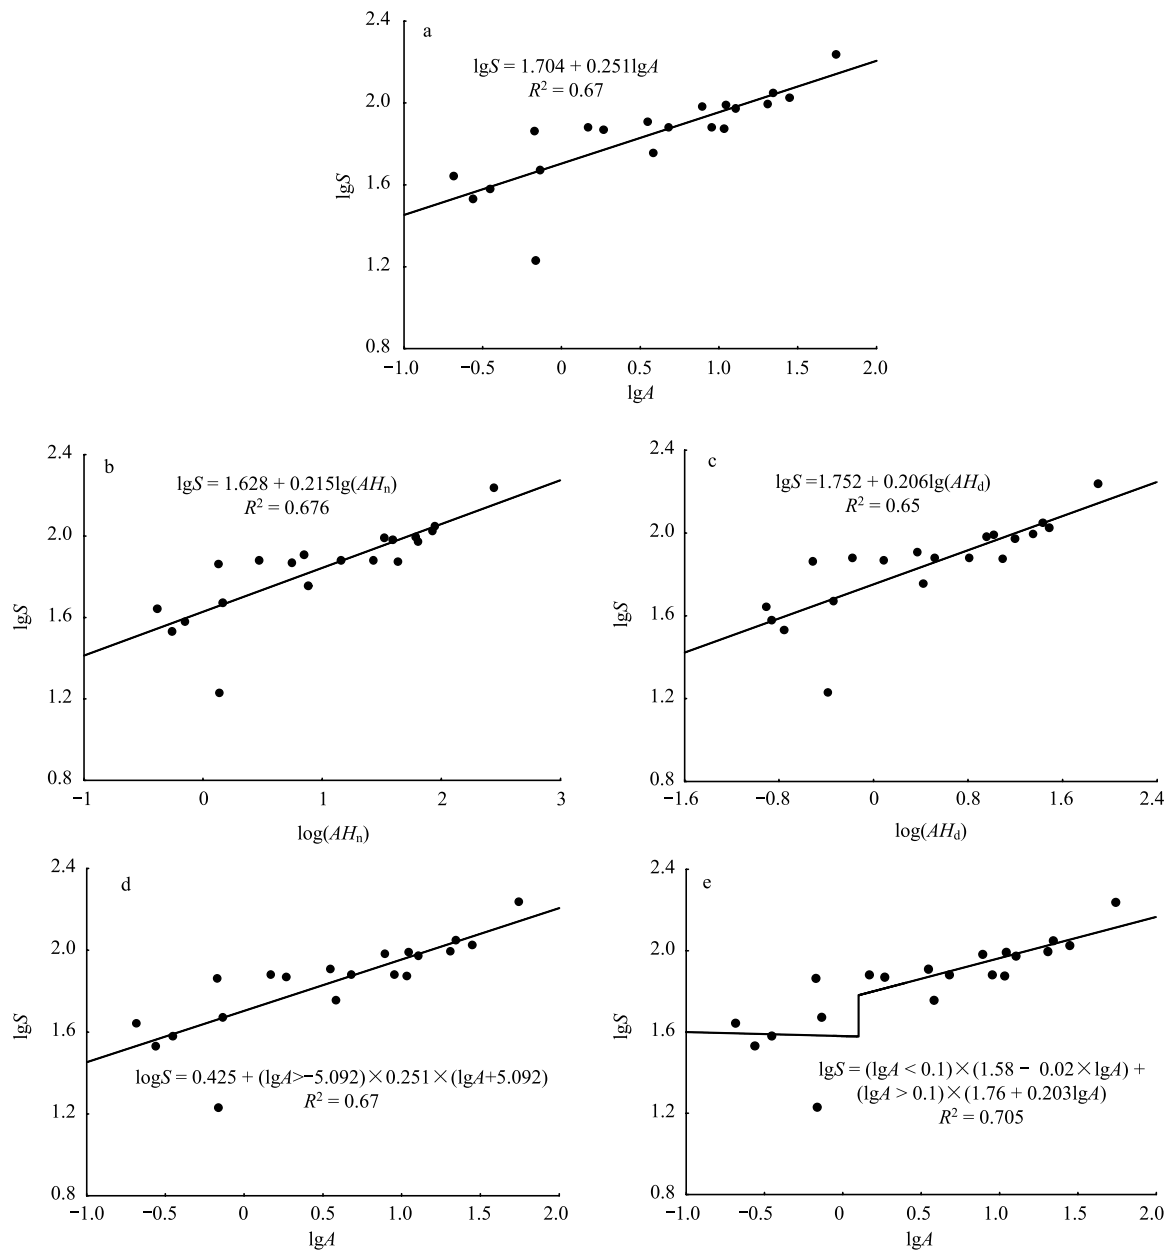 a
lgS = 1.704 + 0.251lgA
R² = 0.67
2.4
2.0
1.6
1.2
0.8
lgS
−1.0 −0.5 0 0.5 1.0 1.5 2.0
lgA
b
lgS = 1.628 + 0.215lg(AHn)
R² = 0.676
2.4
2.0
1.6
1.2
0.8
lgS
−1 0 1 2 3
log(AHn)
c
lgS =1.752 + 0.206lg(AHd)
R² = 0.65
2.4
2.0
1.6
1.2
0.8
lgS
−1.6 −0.8 0 0.8 1.6 2.4
log(AHd)
d
2.4
2.0
1.6
1.2
0.8
lgS
logS = 0.425 + (lgA>−5.092)×0.251×(lgA+5.092)
R² = 0.67
−1.0 −0.5 0 0.5 1.0 1.5 2.0
lgA
e
2.4
2.0
1.6
1.2
0.8
lgS
lgS = (lgA < 0.1)×(1.58 − 0.02×lgA) +
(lgA > 0.1)×(1.76 + 0.203lgA)
R² = 0.705
−1.0 −0.5 0 0.5 1.0 1.5 2.0
lgA